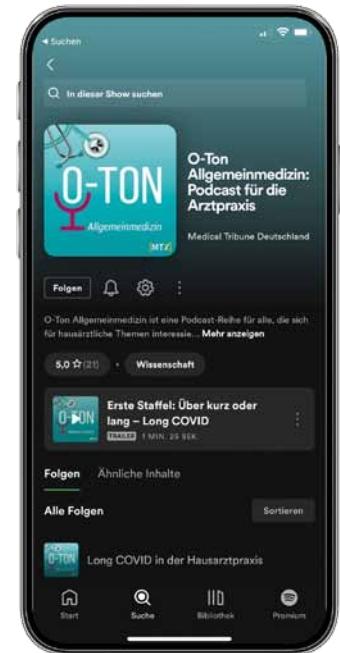 ◂ Suchen
In dieser Show suchen
O-TON
Allgemeinmedizin
[MTX]
O-Ton
Allgemeinmedizin:
Podcast für die
Arztpraxis
Medical Tribune Deutschland
Folgen
O-Ton Allgemeinmedizin ist eine Podcast-Reihe für alle, die sich
für hausärztliche Themen interessie... Mehr anzeigen
5,0 ☆ (21) • Wissenschaft
O-TON
Erste Staffel: Über kurz oder
lang – Long COVID
TRAILER 1 MIN. 25 SEK.
Folgen Ähnliche Inhalte
Alle Folgen Sortieren
O-TON
Long COVID in der Hausarztpraxis
Start Suche Bibliothek Premium